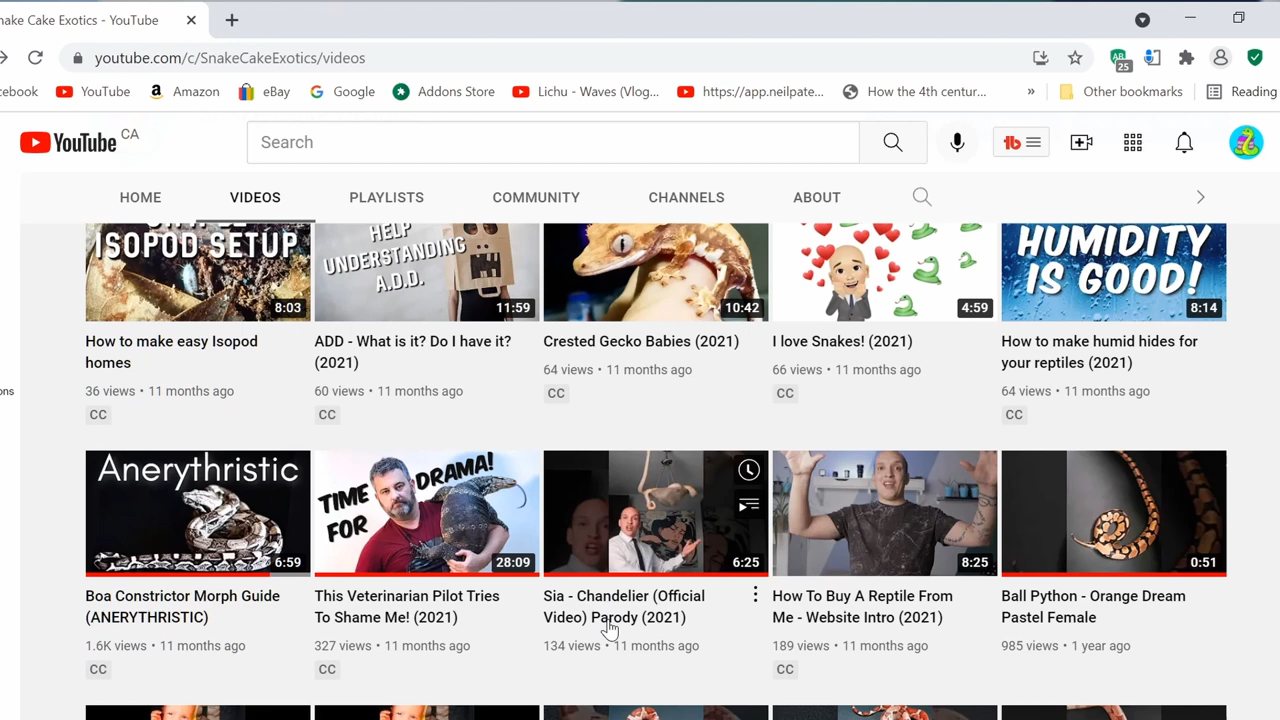 nake Cake Exotics - YouTube
youtube.com/c/SnakeCakeExotics/videos
25
cebook YouTube Amazon eBay Google Addons Store Lichu - Waves (Vlog... https://app.neilpate... How the 4th centur... » Other bookmarks Reading
YouTube CA
Search
HOME VIDEOS PLAYLISTS COMMUNITY CHANNELS ABOUT
ISOPOD SETUP
8:03
HELP
UNDERSTANDING
A.D.D.
11:59
10:42
4:59
HUMIDITY
IS GOOD!
8:14
How to make easy Isopod
homes
36 views • 11 months ago
CC
ADD - What is it? Do I have it?
(2021)
60 views • 11 months ago
CC
Crested Gecko Babies (2021)
64 views • 11 months ago
CC
I love Snakes! (2021)
66 views • 11 months ago
CC
How to make humid hides for
your reptiles (2021)
64 views • 11 months ago
CC
ons
Anerythristic
6:59
TIME
FOR
DRAMA!
28:09
6:25
8:25
0:51
Boa Constrictor Morph Guide
(ANERYTHRISTIC)
1.6K views • 11 months ago
CC
This Veterinarian Pilot Tries
To Shame Me! (2021)
327 views • 11 months ago
CC
Sia - Chandelier (Official
Video) Parody (2021)
134 views • 11 months ago
How To Buy A Reptile From
Me - Website Intro (2021)
189 views • 11 months ago
CC
Ball Python - Orange Dream
Pastel Female
985 views • 1 year ago